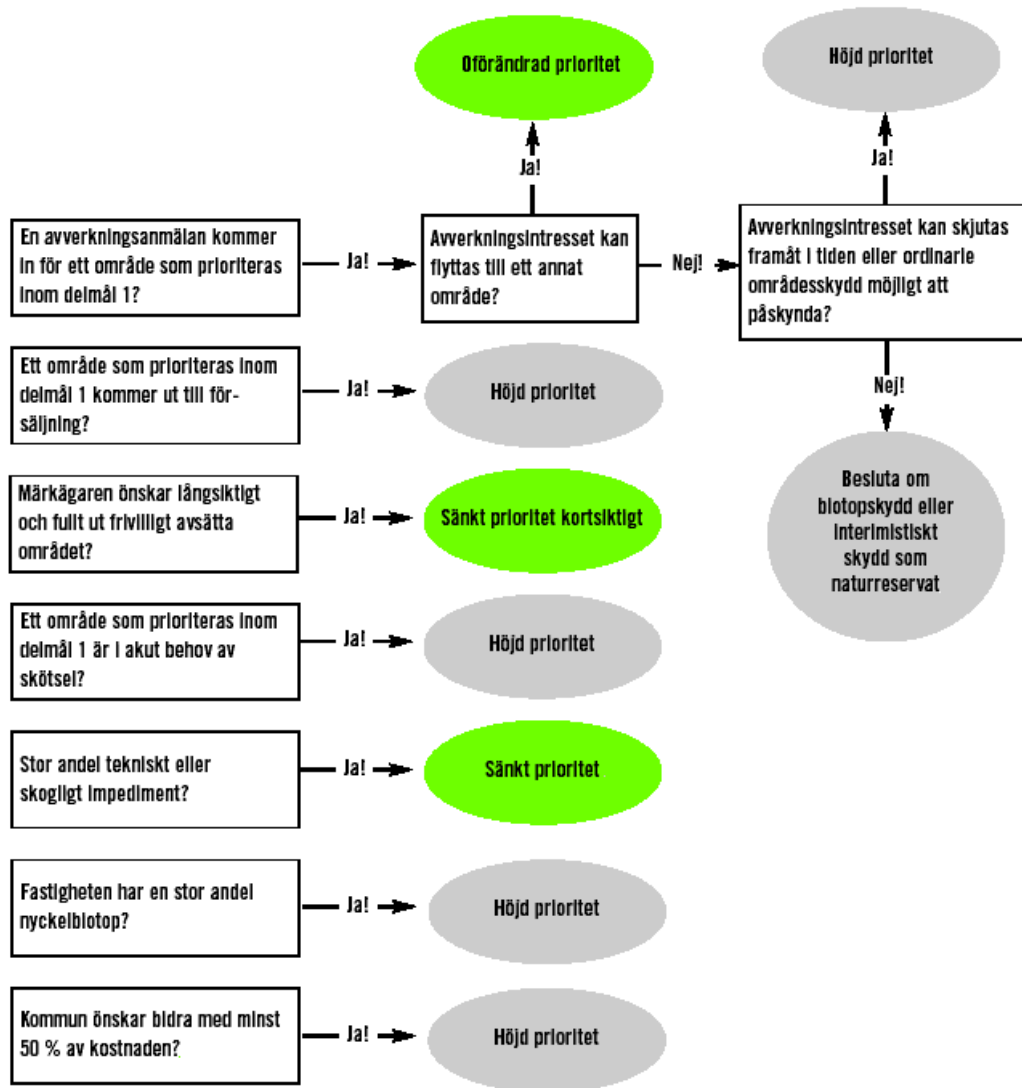 Oförändrad prioritet
Höjd prioritet
Ja!
Ja!
En avverkningsanmälan kommer
in för ett område som prioriteras
inom delmål 1?
Ja!
Avverkningsintresset kan
flyttas till ett annat
område?
Nej!
Avverkningsintresset kan skjutas
framåt i tiden eller ordinarie
områdesskydd möjligt att
påskynda?
Ett område som prioriteras inom
delmål 1 kommer ut till för-
säljning?
Ja!
Höjd prioritet
Nej!
Märkägaren önskar långsiktigt
och fullt ut frivilligt avsätta
området?
Ja!
Sänkt prioritet kortsiktigt
Besluta om
biotopskydd eller
interimistiskt
skydd som
naturreservat
Ett område som prioriteras inom
delmål 1 är i akut behov av
skötsel?
Ja!
Höjd prioritet
Stor andel tekniskt eller
skogligt impediment?
Ja!
Sänkt prioritet
Fastigheten har en stor andel
nyckelbiotop?
Ja!
Höjd prioritet
Kommun önskar bidra med minst
50 % av kostnaden?
Ja!
Höjd prioritet